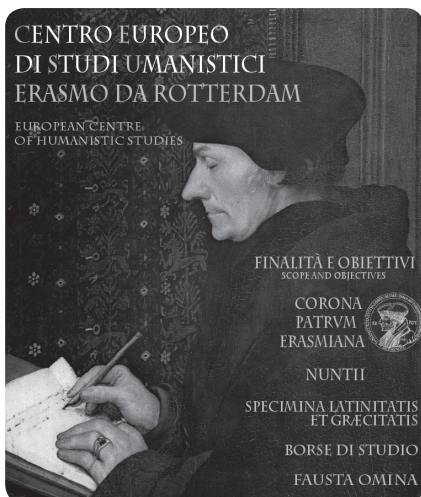 CENTRO EUROPEO
DI STUDI UMANISTICI
ERASMO DA ROTTERDAM
EUROPEAN CENTRE
OF HUMANISTIC STUDIES
FINALITÀ E OBIETTIVI
SCOPE AND OBJECTIVES
CORONA
PATRVM
ERASMIANA
NUNTII
SPECIMINA LATINITATIS
ET GRÆCITATIS
BORSE DI STUDIO
FAUSTA OMINA